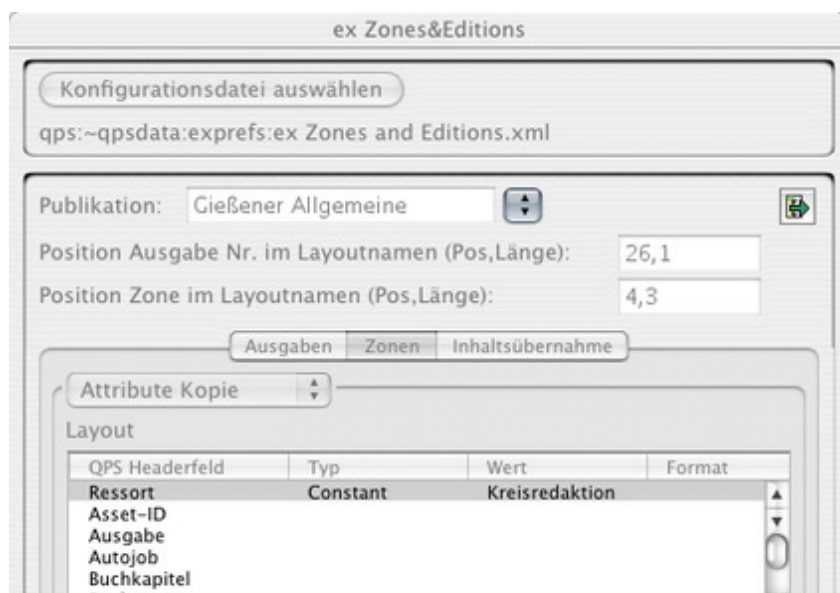 ex Zones&Editions
Konfigurationsdatei auswählen
qps:~qpsdata:exprefs:ex Zones and Editions.xml
Publikation: Gießener Allgemeine
Position Ausgabe Nr. im Layoutnamen (Pos,Länge): 26,1
Position Zone im Layoutnamen (Pos,Länge): 4,3
Ausgaben Zonen Inhaltsübernahme
Attribute Kopie
Layout
QPS Headerfeld Typ Wert Format
Ressort Constant Kreisredaktion
Asset-ID
Ausgabe
Autojob
Buchkapitel